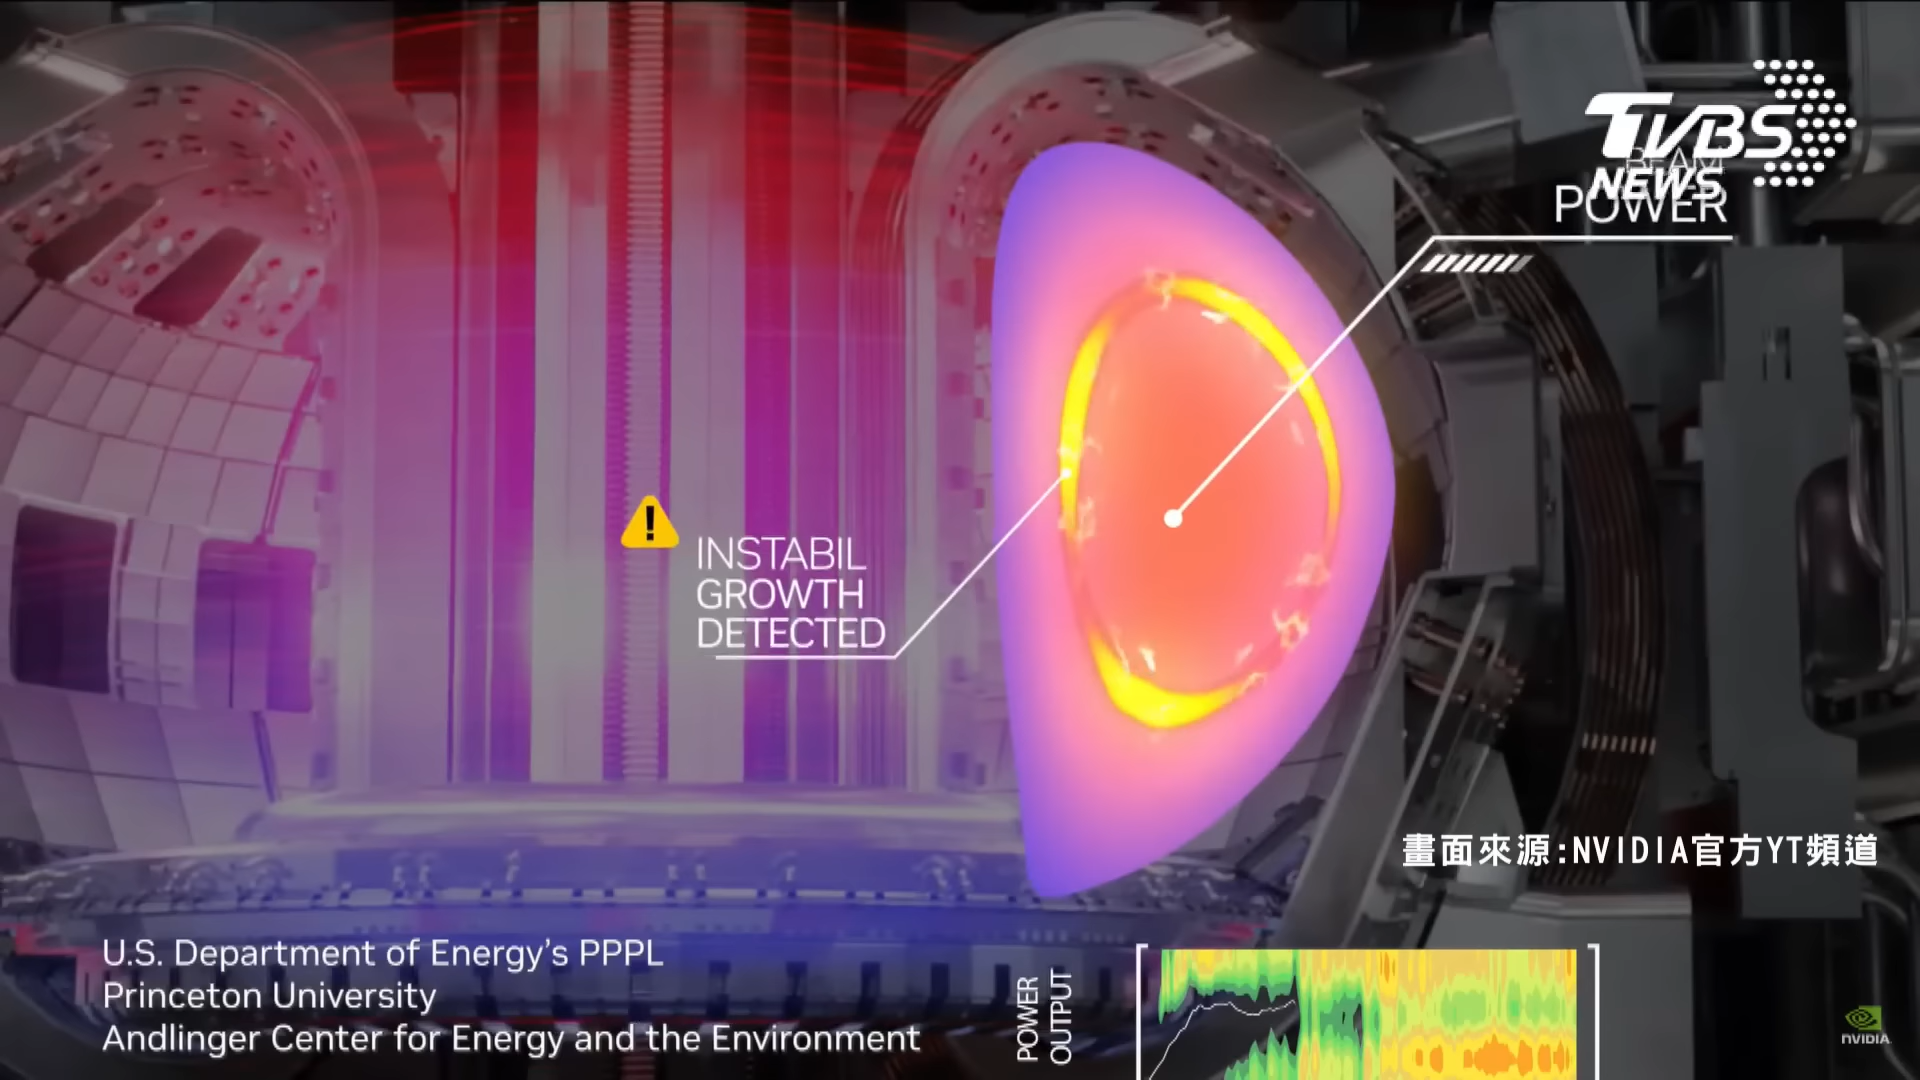 TVBS
NEWS
BEAM
POWER
!
INSTABIL
GROWTH
DETECTED
畫面來源:NVIDIA官方YT頻道
U.S. Department of Energy's PPPL
Princeton University
Andlinger Center for Energy and the Environment
POWER
OUTPUT
NVIDIA